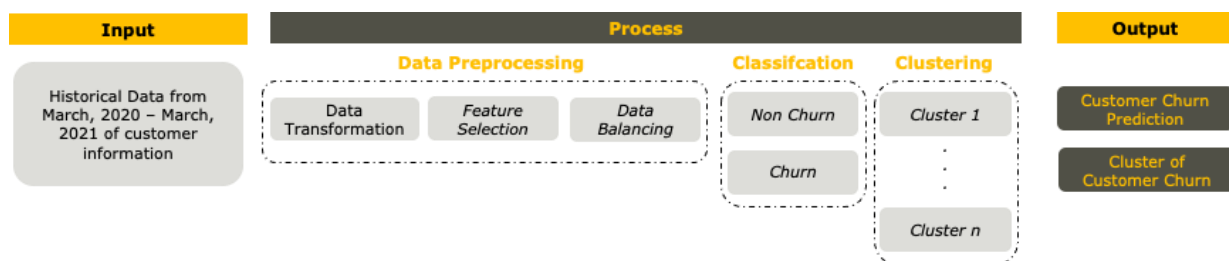 Input
Process
Output
Data Preprocessing
Classifcation
Clustering
Historical Data from
March, 2020 – March,
2021 of customer
information
Data
Transformation
Feature
Selection
Data
Balancing
Non Churn
Churn
Cluster 1
.
.
.
Cluster n
Customer Churn
Prediction
Cluster of
Customer Churn